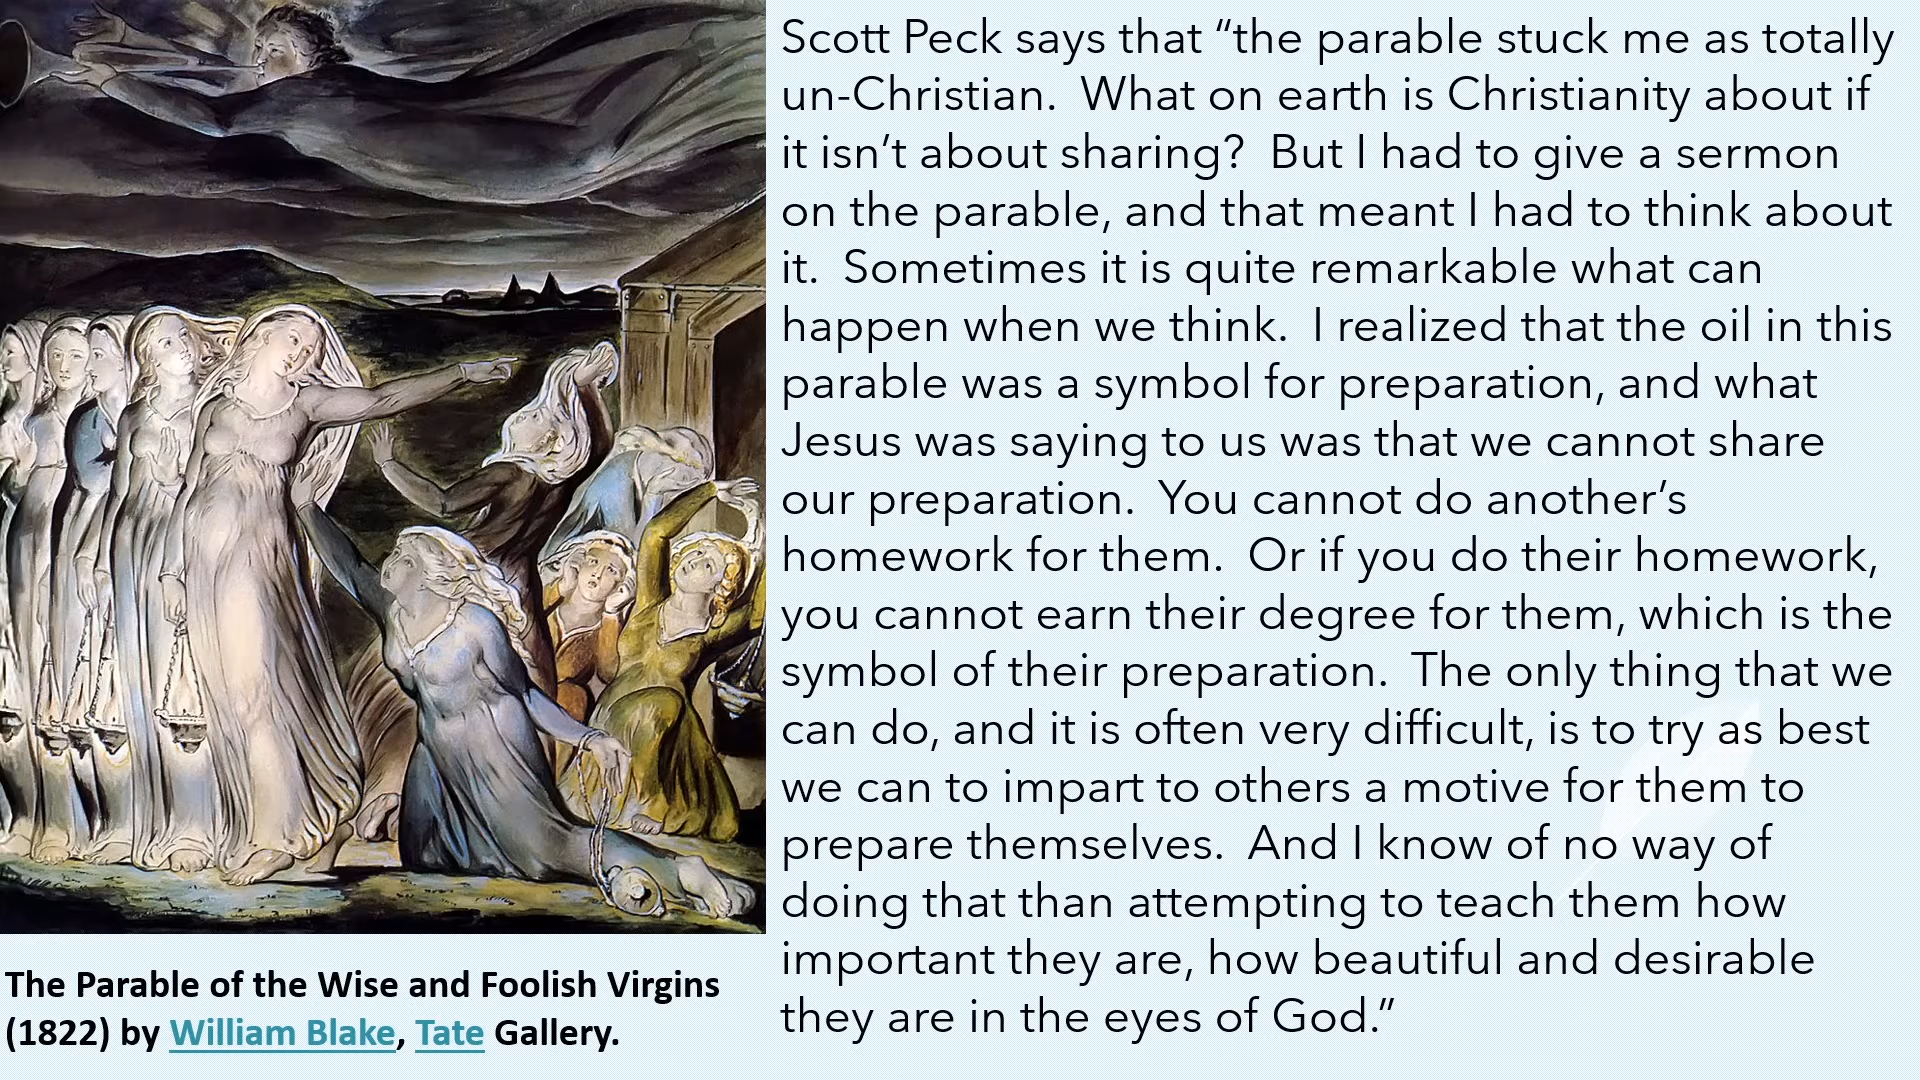 Scott Peck says that “the parable stuck me as totally
un-Christian.  What on earth is Christianity about if
it isn’t about sharing?  But I had to give a sermon
on the parable, and that meant I had to think about
it.  Sometimes it is quite remarkable what can
happen when we think.  I realized that the oil in this
parable was a symbol for preparation, and what
Jesus was saying to us was that we cannot share
our preparation.  You cannot do another’s
homework for them.  Or if you do their homework,
you cannot earn their degree for them, which is the
symbol of their preparation.  The only thing that we
can do, and it is often very difficult, is to try as best
we can to impart to others a motive for them to
prepare themselves.  And I know of no way of
doing that than attempting to teach them how
important they are, how beautiful and desirable
they are in the eyes of God.”
The Parable of the Wise and Foolish Virgins
(1822) by William Blake, Tate Gallery.